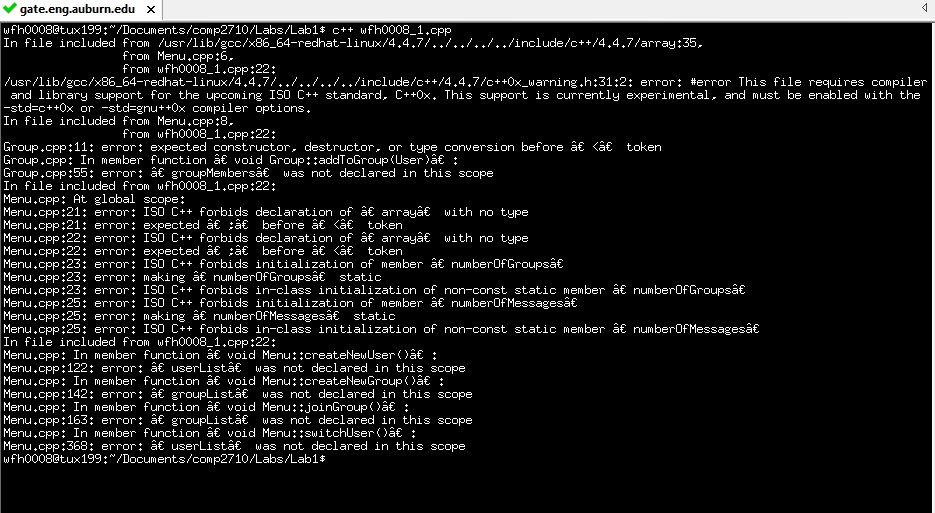 gate.eng.auburn.edu
wfh0008@tux199:~/Documents/comp2710/Labs/Lab1$ c++ wfh0008_1.cpp
In file included from /usr/lib/gcc/x86_64-redhat-linux/4.4.7/../../../../include/c++/4.4.7/array:35,
                 from Menu.cpp:6,
                 from wfh0008_1.cpp:22:
/usr/lib/gcc/x86_64-redhat-linux/4.4.7/../../../../include/c++/4.4.7/c++0x_warning.h:31:2: error: #error This file requires compiler
 and library support for the upcoming ISO C++ standard, C++0x. This support is currently experimental, and must be enabled with the
-std=c++0x or -std=gnu++0x compiler options.
In file included from Menu.cpp:8,
                 from wfh0008_1.cpp:22:
Group.cpp:11: error: expected constructor, destructor, or type conversion before â€ <â€  token
Group.cpp: In member function â€ void Group::addToGroup(User)â€ :
Group.cpp:55: error: â€ groupMembersâ€  was not declared in this scope
In file included from wfh0008_1.cpp:22:
Menu.cpp: At global scope:
Menu.cpp:21: error: ISO C++ forbids declaration of â€ arrayâ€  with no type
Menu.cpp:21: error: expected â€ ;â€  before â€ <â€  token
Menu.cpp:22: error: ISO C++ forbids declaration of â€ arrayâ€  with no type
Menu.cpp:22: error: expected â€ ;â€  before â€ <â€  token
Menu.cpp:23: error: ISO C++ forbids initialization of member â€ numberOfGroupsâ€
Menu.cpp:23: error: making â€ numberOfGroupsâ€  static
Menu.cpp:23: error: ISO C++ forbids in-class initialization of non-const static member â€ numberOfGroupsâ€
Menu.cpp:25: error: ISO C++ forbids initialization of member â€ numberOfMessagesâ€
Menu.cpp:25: error: making â€ numberOfMessagesâ€  static
Menu.cpp:25: error: ISO C++ forbids in-class initialization of non-const static member â€ numberOfMessagesâ€
In file included from wfh0008_1.cpp:22:
Menu.cpp: In member function â€ void Menu::createNewUser()â€ :
Menu.cpp:122: error: â€ userListâ€  was not declared in this scope
Menu.cpp: In member function â€ void Menu::createNewGroup()â€ :
Menu.cpp:142: error: â€ groupListâ€  was not declared in this scope
Menu.cpp: In member function â€ void Menu::joinGroup()â€ :
Menu.cpp:163: error: â€ groupListâ€  was not declared in this scope
Menu.cpp: In member function â€ void Menu::switchUser()â€ :
Menu.cpp:368: error: â€ userListâ€  was not declared in this scope
wfh0008@tux199:~/Documents/comp2710/Labs/Lab1$